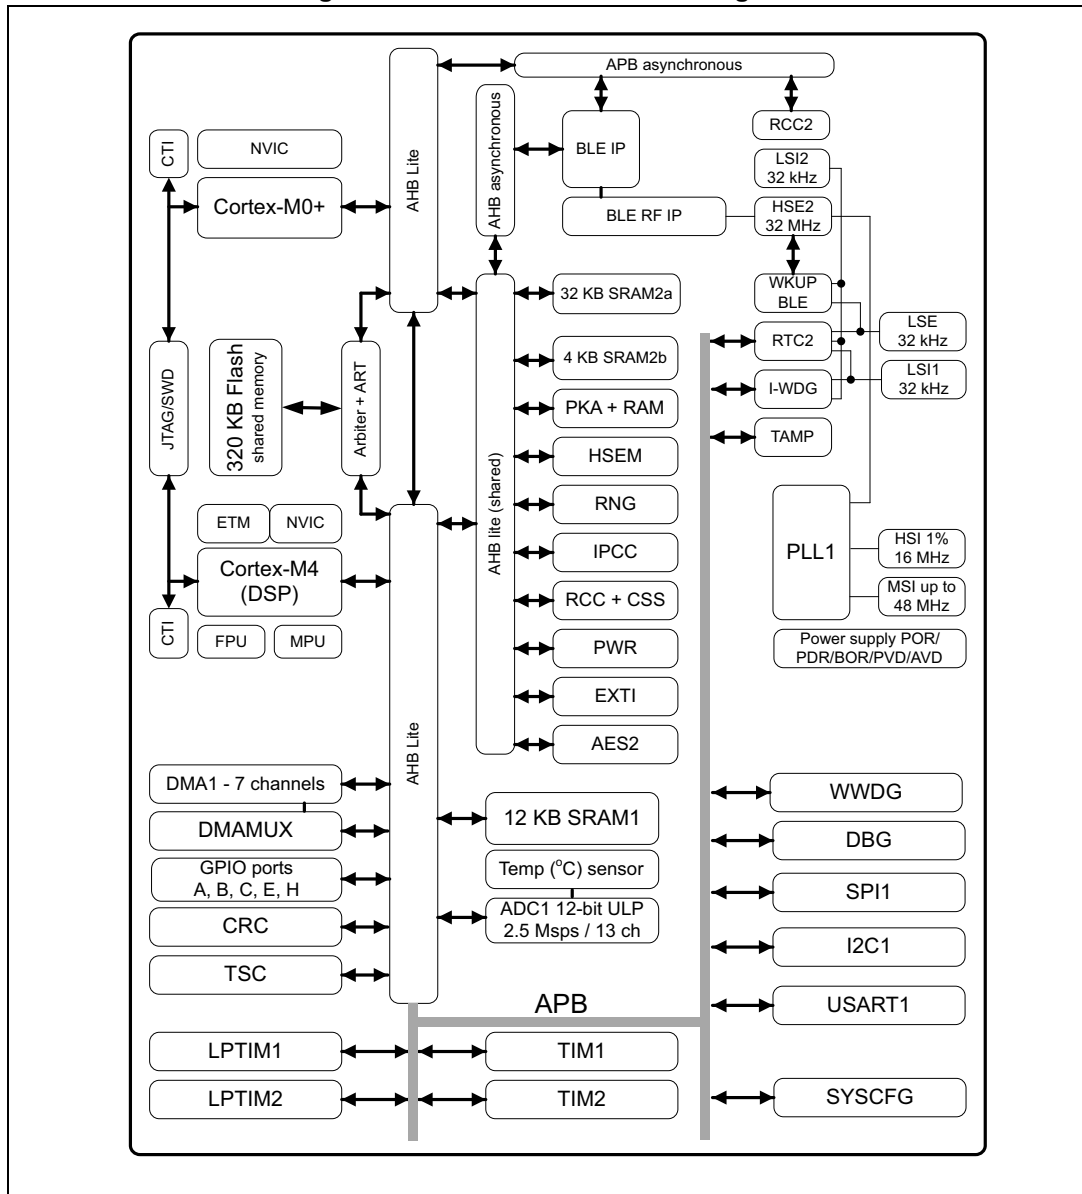 APB asynchronous
CTI
NVIC
AHB Lite
AHB asynchronous
BLE IP
RCC2
LSI2
32 kHz
Cortex-M0+
BLE RF IP
HSE2
32 MHz
32 KB SRAM2a
WKUP
BLE
LSE
32 kHz
RTC2
4 KB SRAM2b
JTAG/SWD
320 KB Flash
shared memory
Arbiter + ART
LSI1
32 kHz
I-WDG
PKA + RAM
TAMP
HSEM
AHB lite (shared)
RNG
ETM
NVIC
PLL1
HSI 1%
16 MHz
IPCC
Cortex-M4
(DSP)
MSI up to
48 MHz
RCC + CSS
CTI
FPU
MPU
PWR
Power supply POR/
PDR/BOR/PVD/AVD
EXTI
AHB Lite
AES2
DMA1 - 7 channels
WWDG
12 KB SRAM1
DMAMUX
DBG
Temp (°C) sensor
GPIO ports
A, B, C, E, H
SPI1
ADC1 12-bit ULP
2.5 Msps / 13 ch
CRC
I2C1
TSC
APB
USART1
LPTIM1
TIM1
LPTIM2
TIM2
SYSCFG